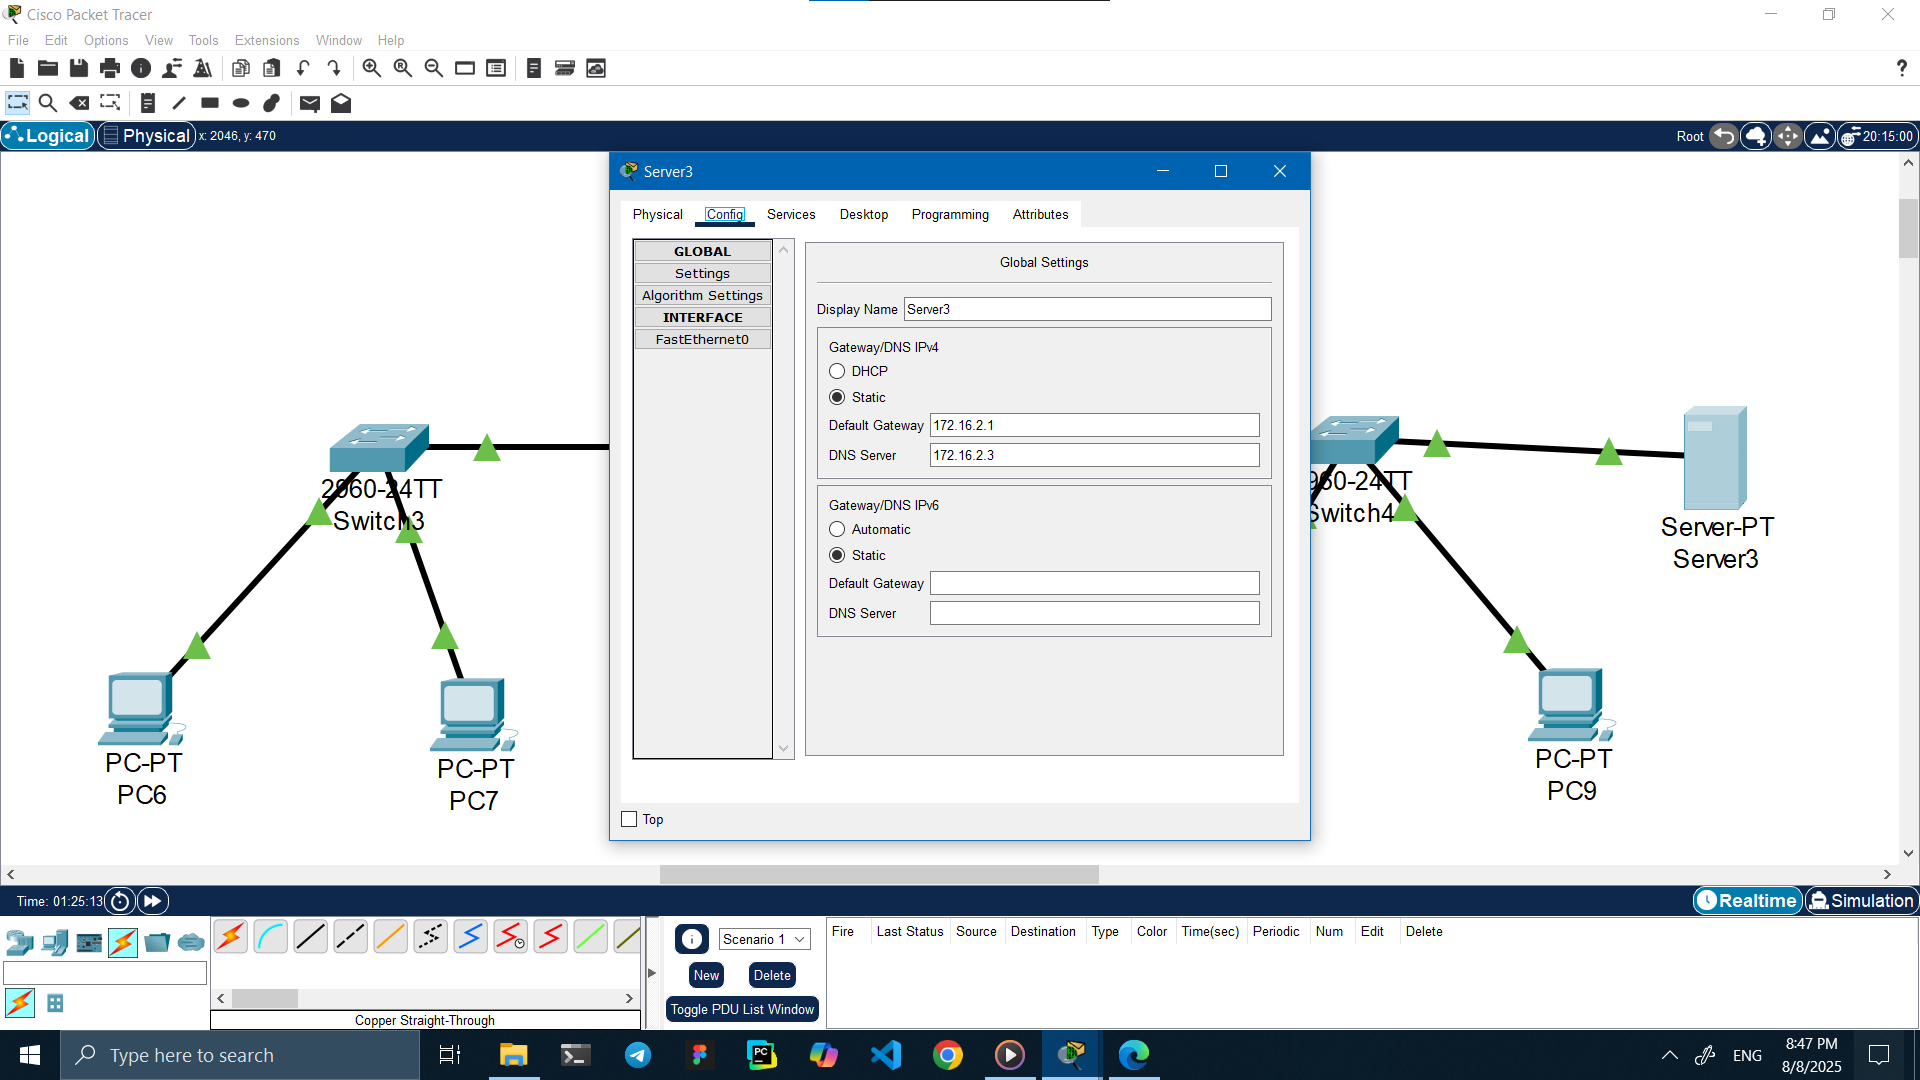 Cisco Packet Tracer
File Edit Options View Tools Extensions Window Help
?
Logical Physical x: 2046, y: 470 Root 20:15:00
Server3
Physical Config Services Desktop Programming Attributes
GLOBAL
Settings
Algorithm Settings
INTERFACE
FastEthernet0
Global Settings
Display Name Server3
Gateway/DNS IPv4
DHCP
Static
Default Gateway 172.16.2.1
DNS Server 172.16.2.3
Gateway/DNS IPv6
Automatic
Static
Default Gateway
DNS Server
Top
2960-24TT
Switch3
960-24TT
Switch4
Server-PT
Server3
PC-PT
PC6
PC-PT
PC7
PC-PT
PC9
Time: 01:25:13 Realtime Simulation
Scenario 1
New Delete
Toggle PDU List Window
Fire Last Status Source Destination Type Color Time(sec) Periodic Num Edit Delete
Copper Straight-Through
Type here to search
PC
ENG
8:47 PM
8/8/2025